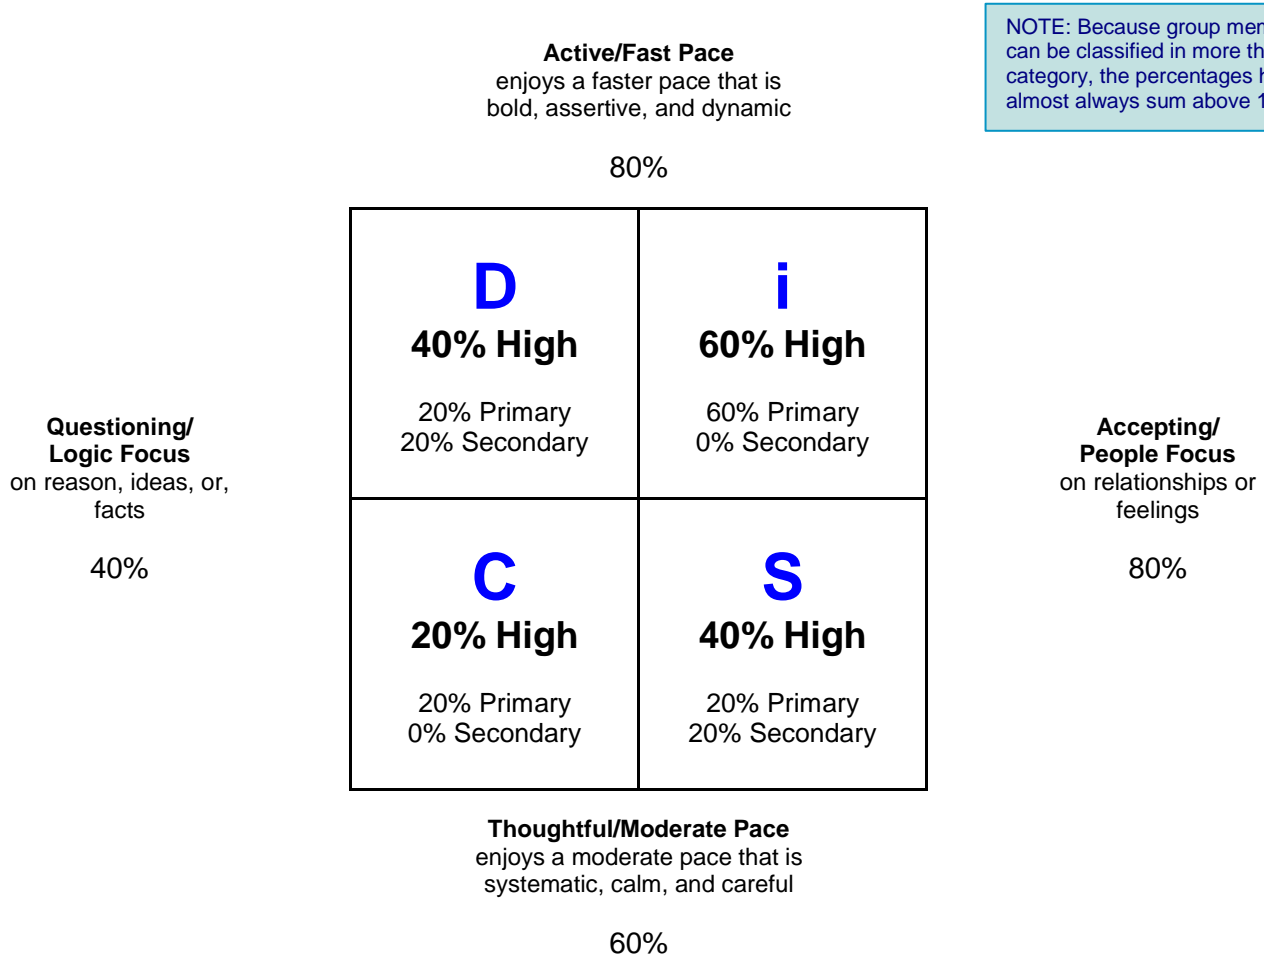 NOTE: Because group
can be classified in more
category, the percentages
almost always sum above
Active/Fast Pace
enjoys a faster pace that is
bold, assertive, and dynamic
80%
D
40% High
20% Primary
20% Secondary
i
60% High
60% Primary
0% Secondary
Questioning/
Logic Focus
on reason, ideas, or,
facts
40%
Accepting/
People Focus
on relationships or
feelings
80%
C
20% High
20% Primary
0% Secondary
S
40% High
20% Primary
20% Secondary
Thoughtful/Moderate Pace
enjoys a moderate pace that is
systematic, calm, and careful
60%